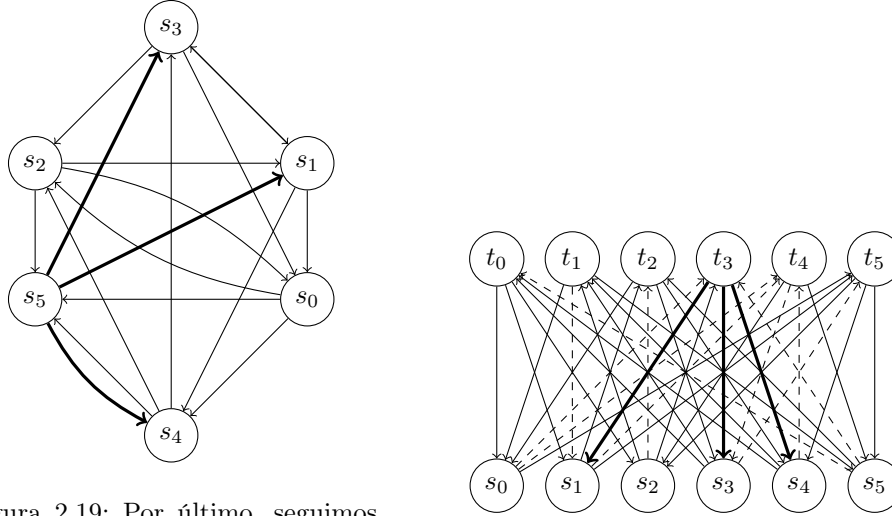 s3
s2
s1
s5
s0
s4
t0 t1 t2 t3 t4 t5
s0 s1 s2 s3 s4 s5
2.19: Por último, seguimos